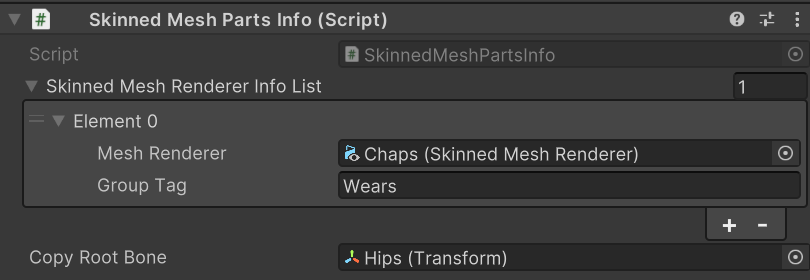 Skinned Mesh Parts Info (Script)
Script SkinnedMeshPartsInfo
Skinned Mesh Renderer Info List 1
Element 0
Mesh Renderer Chaps (Skinned Mesh Renderer)
Group Tag Wears
+ -
Copy Root Bone Hips (Transform)